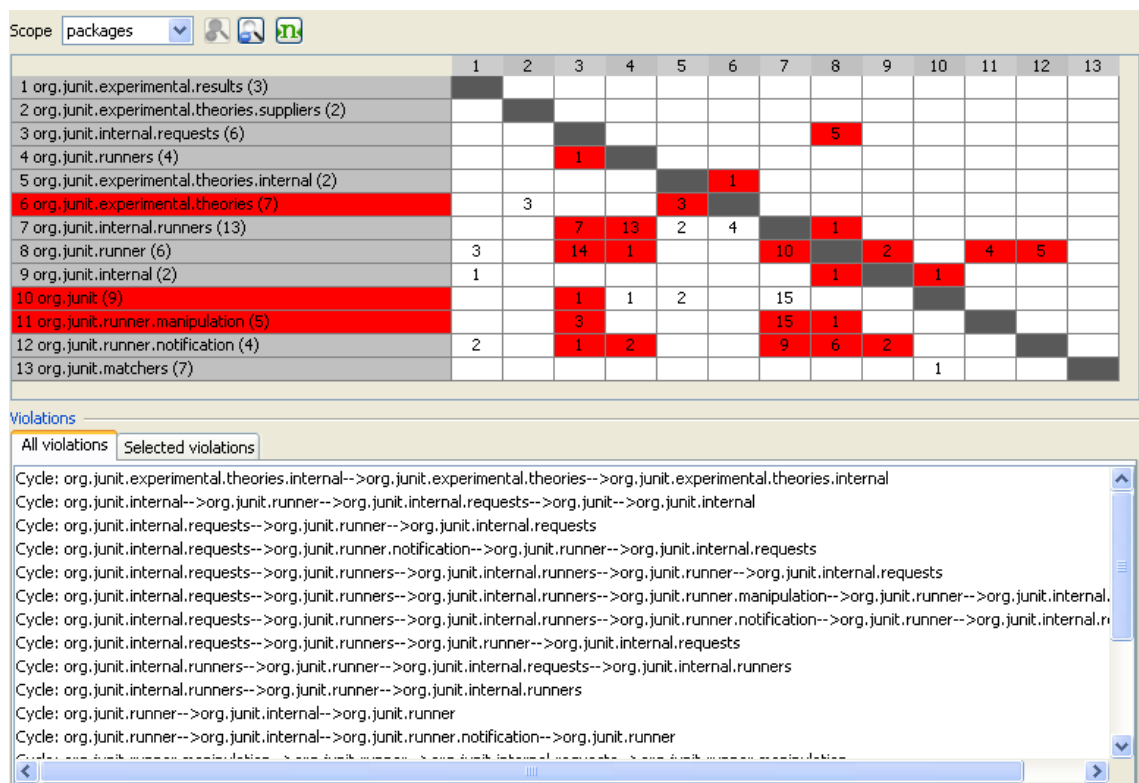 Scope packages
1 2 3 4 5 6 7 8 9 10 11 12 13
1 org.junit.experimental.results (3)
2 org.junit.experimental.theories.suppliers (2)
3 org.junit.internal.requests (6) 5
4 org.junit.runners (4) 1
5 org.junit.experimental.theories.internal (2) 1
6 org.junit.experimental.theories (7) 3 3
7 org.junit.internal.runners (13) 7 13 2 4 1
8 org.junit.runner (6) 3 14 1 10 2 4 5
9 org.junit.internal (2) 1 1 1
10 org.junit (9) 1 1 2 15
11 org.junit.runner.manipulation (5) 3 15 1
12 org.junit.runner.notification (4) 2 1 2 9 6 2
13 org.junit.matchers (7) 1
Violations
All violations Selected violations
Cycle: org.junit.experimental.theories.internal-->org.junit.experimental.theories-->org.junit.experimental.theories.internal
Cycle: org.junit.internal-->org.junit.runner-->org.junit.internal.requests-->org.junit-->org.junit.internal
Cycle: org.junit.internal.requests-->org.junit.runner-->org.junit.internal.requests
Cycle: org.junit.internal.requests-->org.junit.runner.notification-->org.junit.runner-->org.junit.internal.requests
Cycle: org.junit.internal.requests-->org.junit.runners-->org.junit.internal.runners-->org.junit.runner-->org.junit.internal.requests
Cycle: org.junit.internal.requests-->org.junit.runners-->org.junit.internal.runners-->org.junit.runner.manipulation-->org.junit.runner-->org.junit.internal.
Cycle: org.junit.internal.requests-->org.junit.runners-->org.junit.internal.runners-->org.junit.runner.notification-->org.junit.runner-->org.junit.internal.r
Cycle: org.junit.internal.requests-->org.junit.runners-->org.junit.runner-->org.junit.internal.requests
Cycle: org.junit.internal.runners-->org.junit.runner-->org.junit.internal.requests-->org.junit.internal.runners
Cycle: org.junit.internal.runners-->org.junit.runner-->org.junit.internal.runners
Cycle: org.junit.runner-->org.junit.internal-->org.junit.runner
Cycle: org.junit.runner-->org.junit.internal-->org.junit.runner.notification-->org.junit.runner